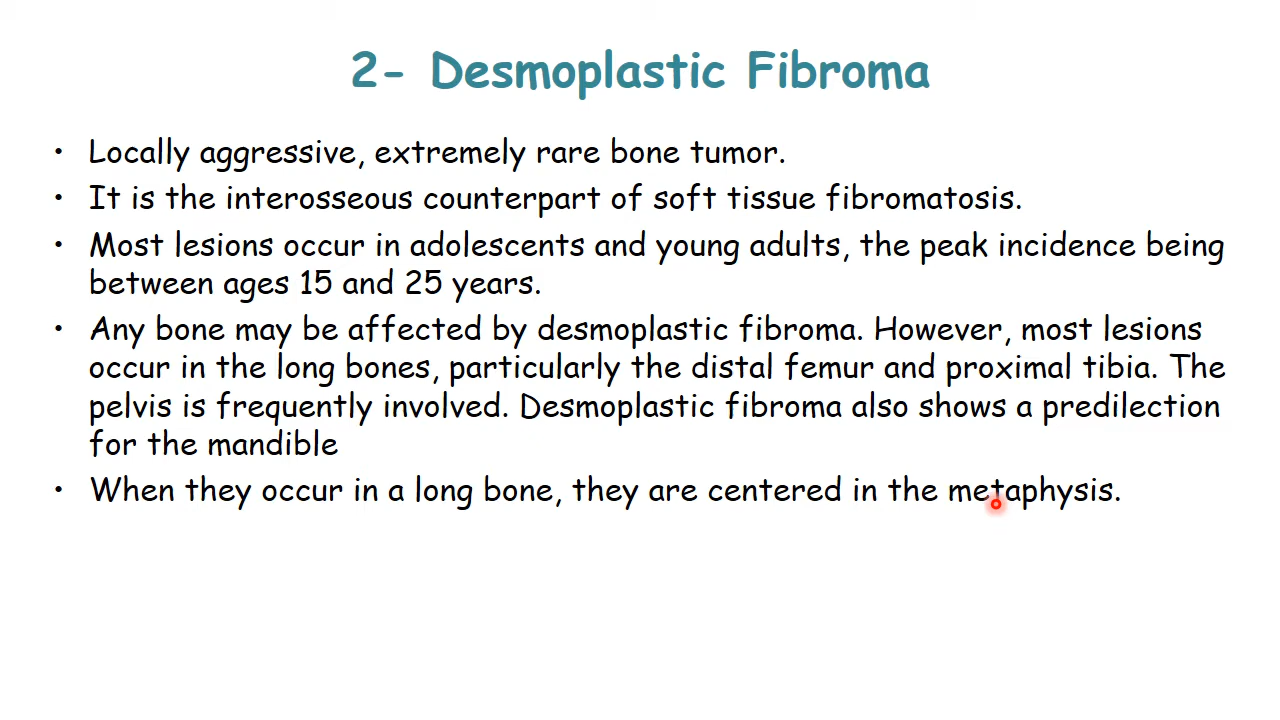 2- Desmoplastic Fibroma
• Locally aggressive, extremely rare bone tumor.
• It is the interosseous counterpart of soft tissue fibromatosis.
• Most lesions occur in adolescents and young adults, the peak incidence being
between ages 15 and 25 years.
• Any bone may be affected by desmoplastic fibroma. However, most lesions
occur in the long bones, particularly the distal femur and proximal tibia. The
pelvis is frequently involved. Desmoplastic fibroma also shows a predilection
for the mandible
• When they occur in a long bone, they are centered in the metaphysis.